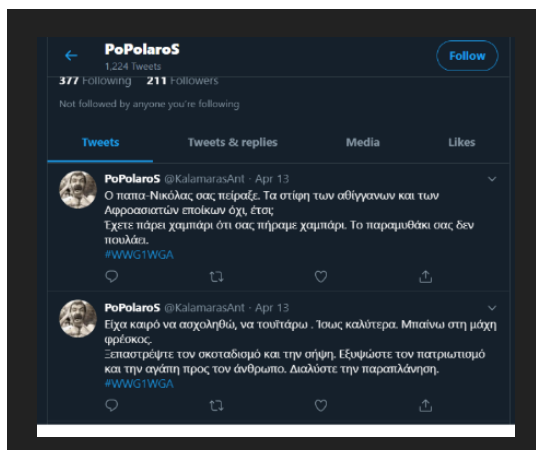 PoPolaroS
1,224 Tweets
Follow
377 Following 211 Followers
Not followed by anyone you're following
Tweets Tweets & replies Media Likes
PoPolaroS @KalamarasAnt · Apr 13
Ο παπα-Νικόλας σας πείραξε. Τα στίφη των αθίγγανων και των
Αφροασιατών εποίκων όχι, έτσι;
Έχετε πάρει χαμπάρι ότι σας πήραμε χαμπάρι. Το παραμυθάκι σας δεν
πουλάει.
#WWG1WGA
PoPolaroS @KalamarasAnt · Apr 13
Είχα καιρό να ασχοληθώ, να τουϊτάρω . Ίσως καλύτερα. Μπαίνω στη μάχη
φρέσκος.
Ξεπαστρέψτε τον σκοταδισμό και την σήψη. Εξυψώστε τον πατριωτισμό
και την αγάπη προς τον άνθρωπο. Διαλύστε την παραπλάνηση.
#WWG1WGA